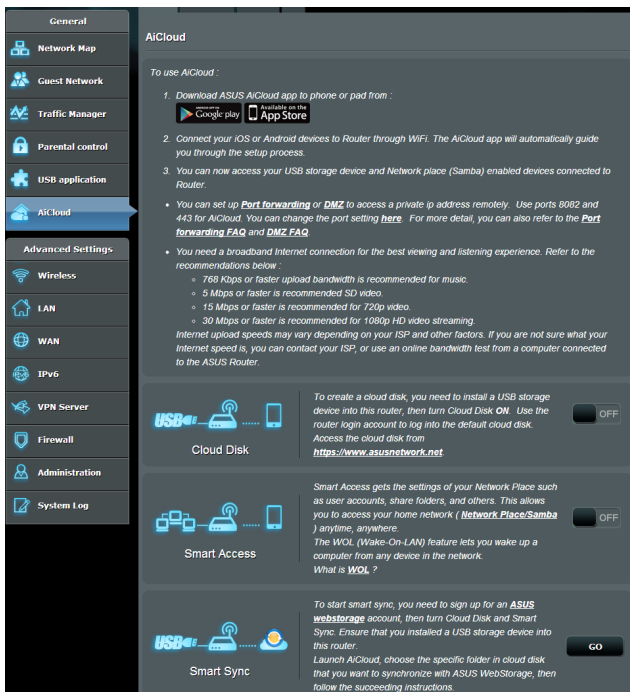 General
Network Map
Guest Network
Traffic Manager
Parental control
USB application
AiCloud
Advanced Settings
Wireless
LAN
WAN
IPv6
VPN Server
Firewall
Administration
System Log
AiCloud
To use AiCloud :
1. Download ASUS AiCloud app to phone or pad from :
ANDROID APP ON
Google play
Available on the
App Store
2. Connect your iOS or Android devices to Router through WiFi. The AiCloud app will automatically guide
you through the setup process.
3. You can now access your USB storage device and Network place (Samba) enabled devices connected to
Router.
• You can set up Port forwarding or DMZ to access a private ip address remotely. Use ports 8082 and
443 for AiCloud. You can change the port setting here. For more detail, you can also refer to the Port
forwarding FAQ and DMZ FAQ.
• You need a broadband Internet connection for the best viewing and listening experience. Refer to the
recommendations below :
◦ 768 Kbps or faster upload bandwidth is recommended for music.
◦ 5 Mbps or faster is recommended SD video.
◦ 15 Mbps or faster is recommended for 720p video.
◦ 30 Mbps or faster is recommended for 1080p HD video streaming.
Internet upload speeds may vary depending on your ISP and other factors. If you are not sure what your
Internet speed is, you can contact your ISP, or use an online bandwidth test from a computer connected
to the ASUS Router.
USB
Cloud Disk
To create a cloud disk, you need to install a USB storage
device into this router, then turn Cloud Disk ON. Use the
router login account to log into the default cloud disk.
Access the cloud disk from
https://www.asusnetwork.net.
OFF
Smart Access
Smart Access gets the settings of your Network Place such
as user accounts, share folders, and others. This allows
you to access your home network ( Network Place/Samba
) anytime, anywhere.
The WOL (Wake-On-LAN) feature lets you wake up a
computer from any device in the network.
What is WOL ?
OFF
USB
Smart Sync
To start smart sync, you need to sign up for an ASUS
webstorage account, then turn Cloud Disk and Smart
Sync. Ensure that you installed a USB storage device into
this router.
Launch AiCloud, choose the specific folder in cloud disk
that you want to synchronize with ASUS WebStorage, then
follow the succeeding instructions.
GO